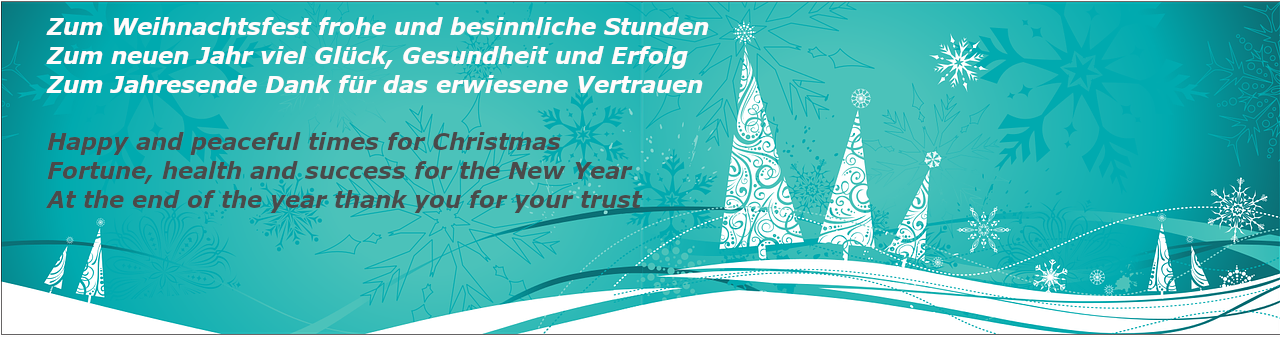 Zum Weihnachtsfest frohe und besinnliche Stunden
Zum neuen Jahr viel Glück, Gesundheit und Erfolg
Zum Jahresende Dank für das erwiesene Vertrauen
Happy and peaceful times for Christmas
Fortune, health and success for the New Year
At the end of the year thank you for your trust